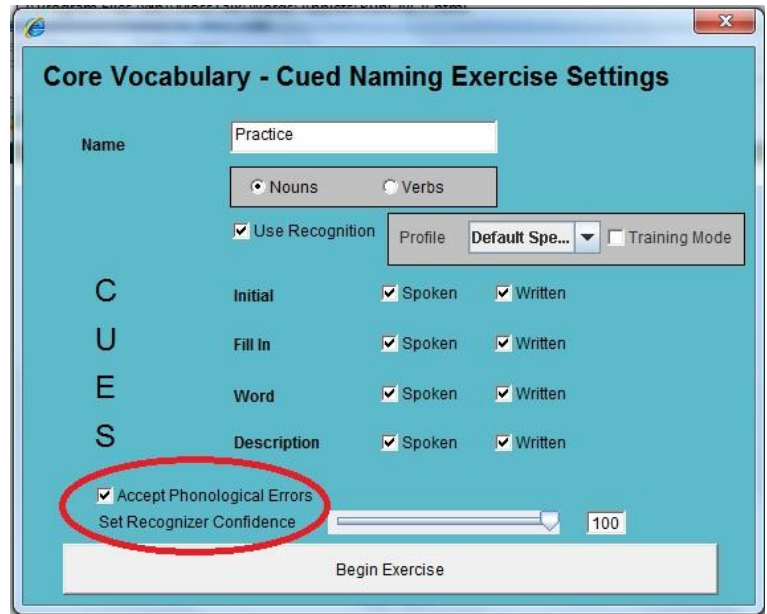 Core Vocabulary - Cued Naming Exercise Settings
Name Practice
Nouns Verbs
Use Recognition Profile Default Spe... Training Mode
C Initial Spoken Written
U Fill In Spoken Written
E Word Spoken Written
S Description Spoken Written
Accept Phonological Errors
Set Recognizer Confidence 100
Begin Exercise